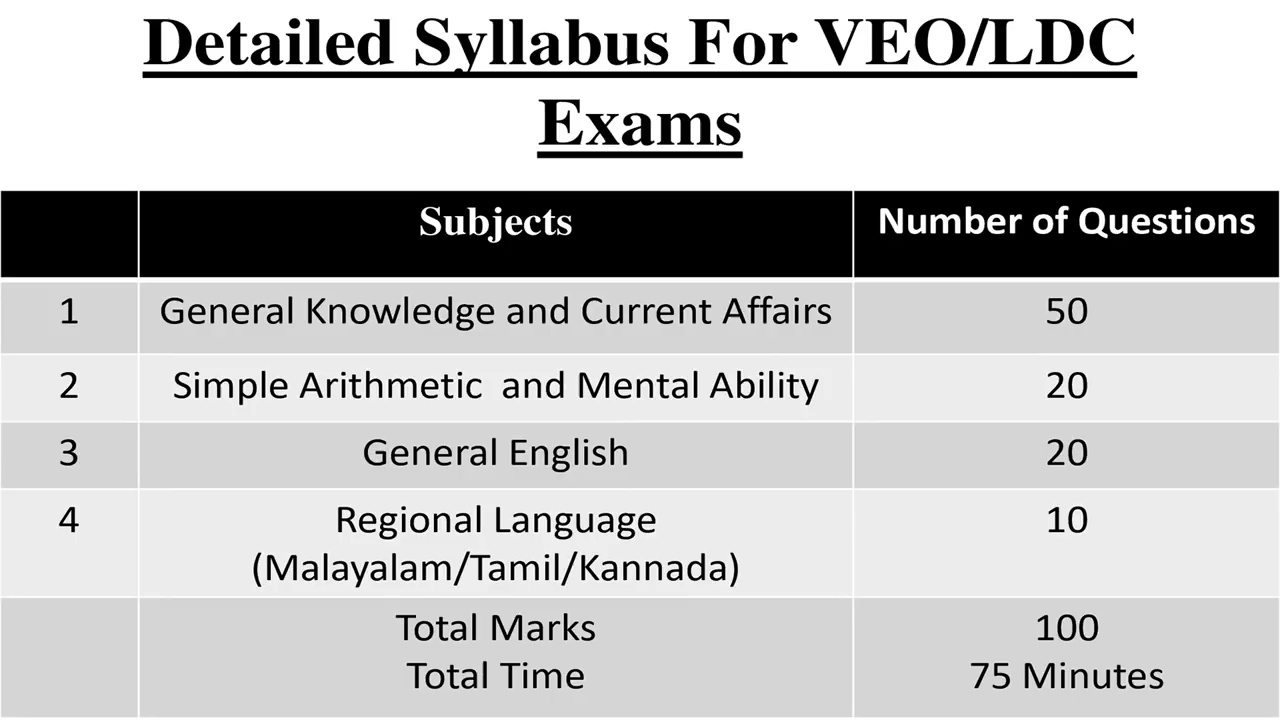 Detailed Syllabus For VEO/LDC
Exams
Subjects Number of Questions
1 General Knowledge and Current Affairs 50
2 Simple Arithmetic and Mental Ability 20
3 General English 20
4 Regional Language 10
(Malayalam/Tamil/Kannada)
Total Marks 100
Total Time 75 Minutes